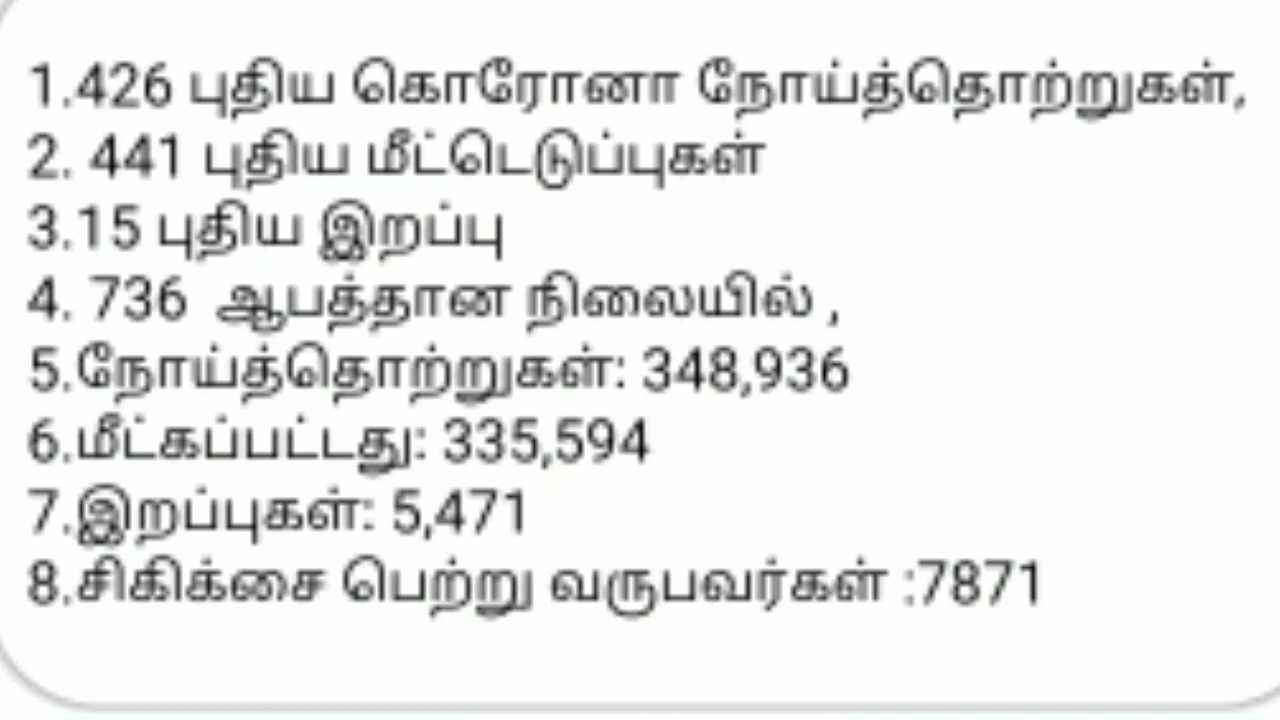 1.426 புதிய கொரோனா நோய்த்தொற்றுகள்,
2. 441 புதிய மீட்டெடுப்புகள்
3.15 புதிய இறப்பு
4. 736 ஆபத்தான நிலையில் ,
5.நோய்த்தொற்றுகள்: 348,936
6.மீட்கப்பட்டது: 335,594
7.இறப்புகள்: 5,471
8.சிகிக்சை பெற்று வருபவர்கள் :7871